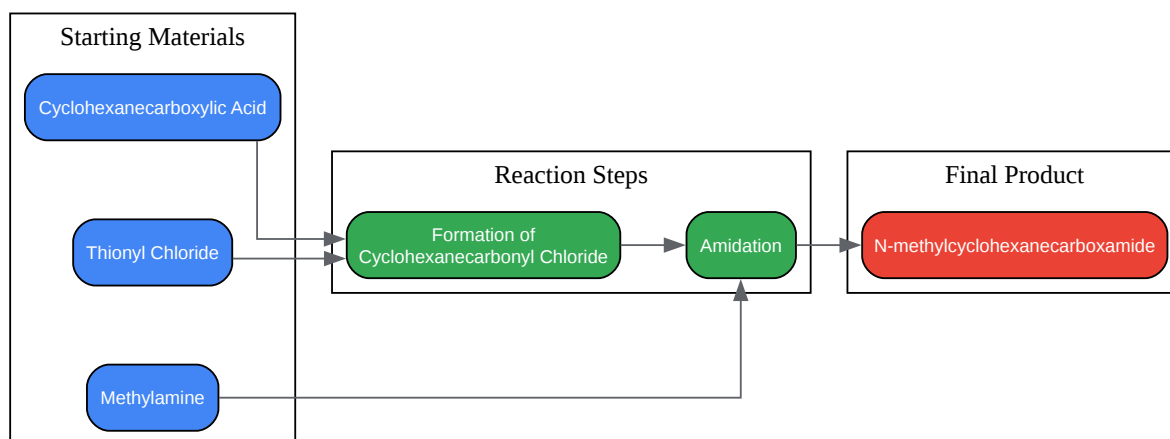 Starting Materials
Cyclohexanecarboxylic Acid
Thionyl Chloride
Methylamine
Reaction Steps
Formation of
Cyclohexanecarbonyl Chloride
Amidation
Final Product
N-methylcyclohexanecarboxamide